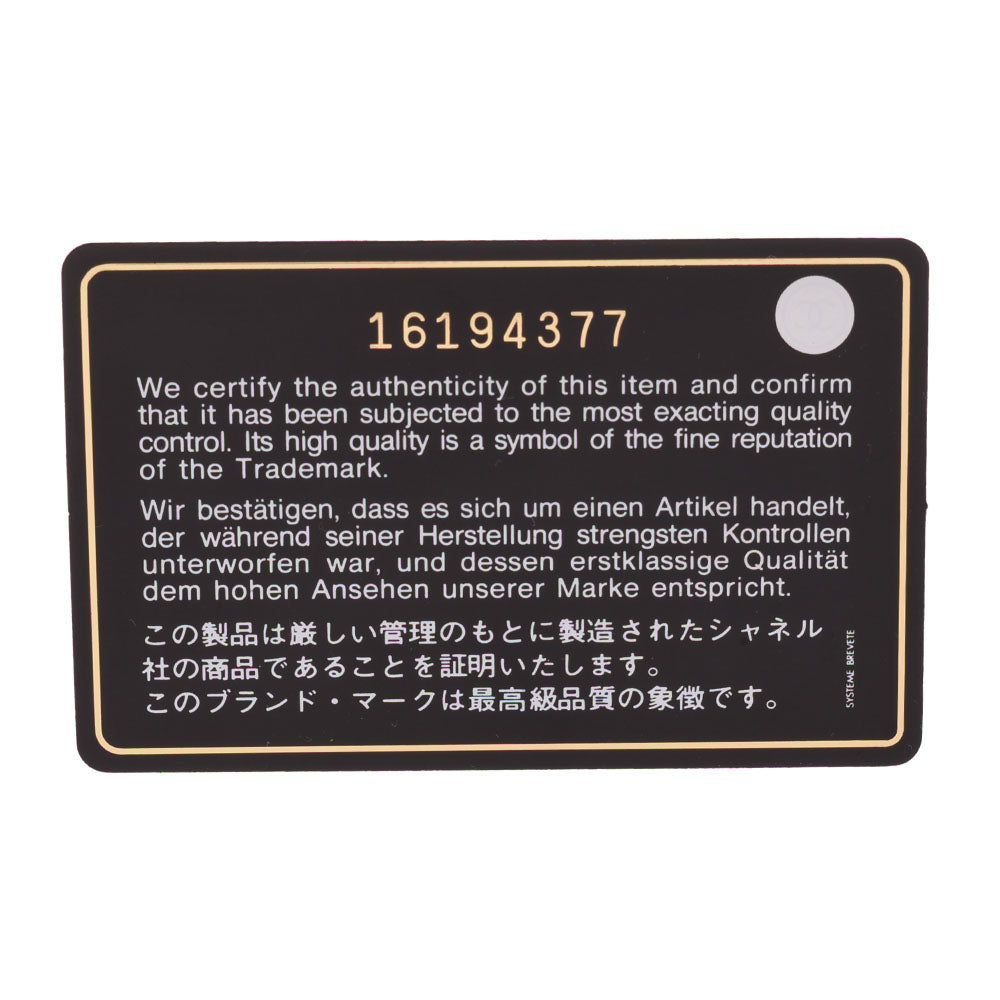 16194377
We certify the authenticity of this item and confirm
that it has been subjected to the most exacting quality
control. Its high quality is a symbol of the fine reputation
of the Trademark.
Wir bestätigen, dass es sich um einen Artikel handelt,
der während seiner Herstellung strengsten Kontrollen
unterworfen war, und dessen erstklassige Qualität
dem hohen Ansehen unserer Marke entspricht.
この製品は厳しい管理のもとに製造されたシャネル
社の商品であることを証明いたします。
このブランド・マークは最高級品質の象徴です。
SYSTEME BREVETE